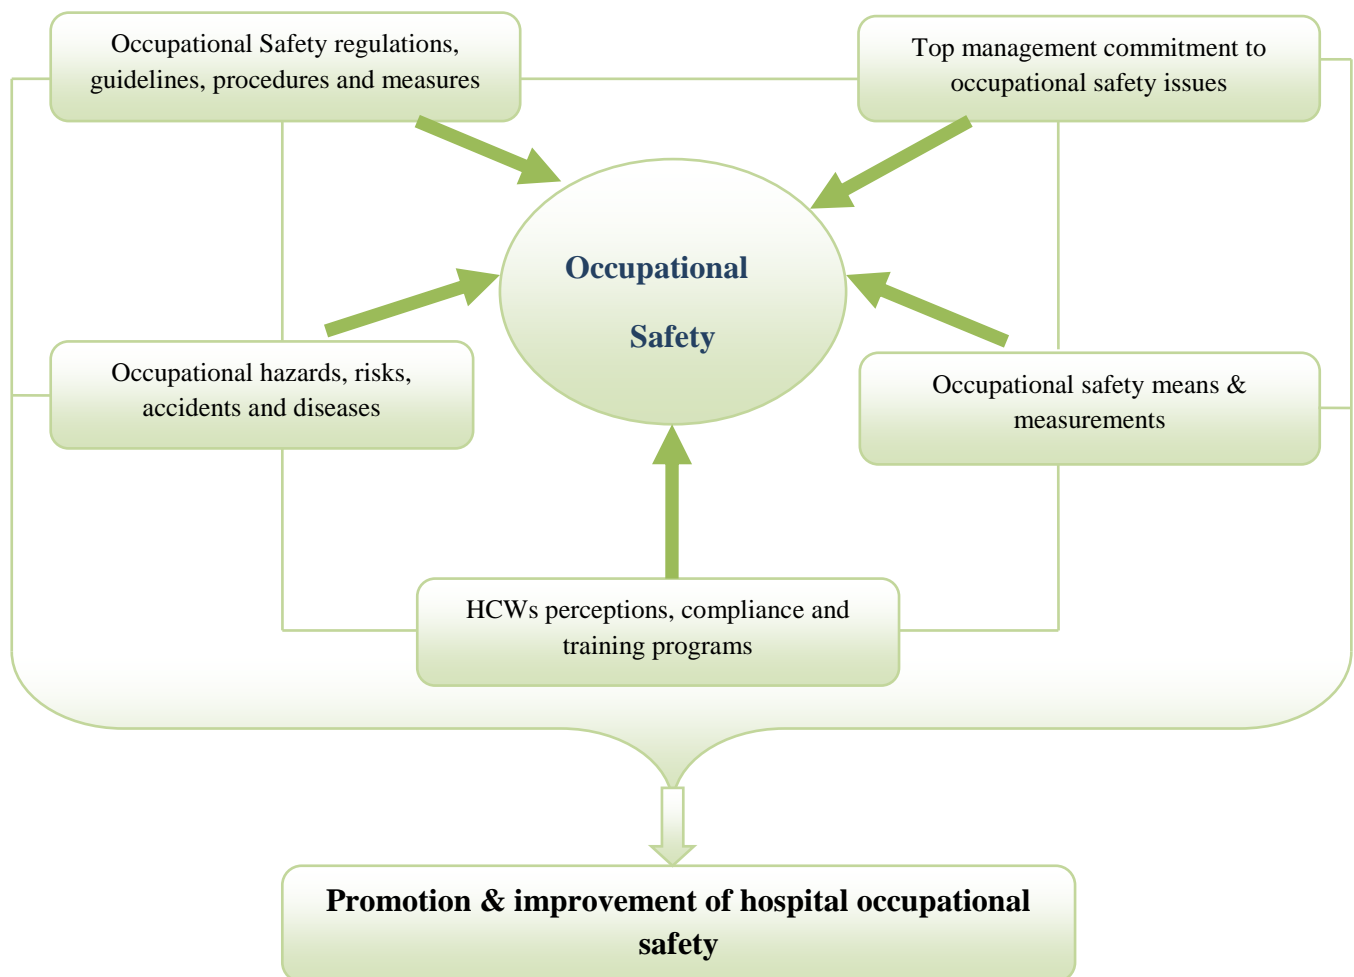 Occupational Safety regulations,
guidelines, procedures and measures
Top management commitment to
occupational safety issues
Occupational
Safety
Occupational hazards, risks,
accidents and diseases
Occupational safety means &
measurements
HCWs perceptions, compliance and
training programs
Promotion & improvement of hospital occupational
safety